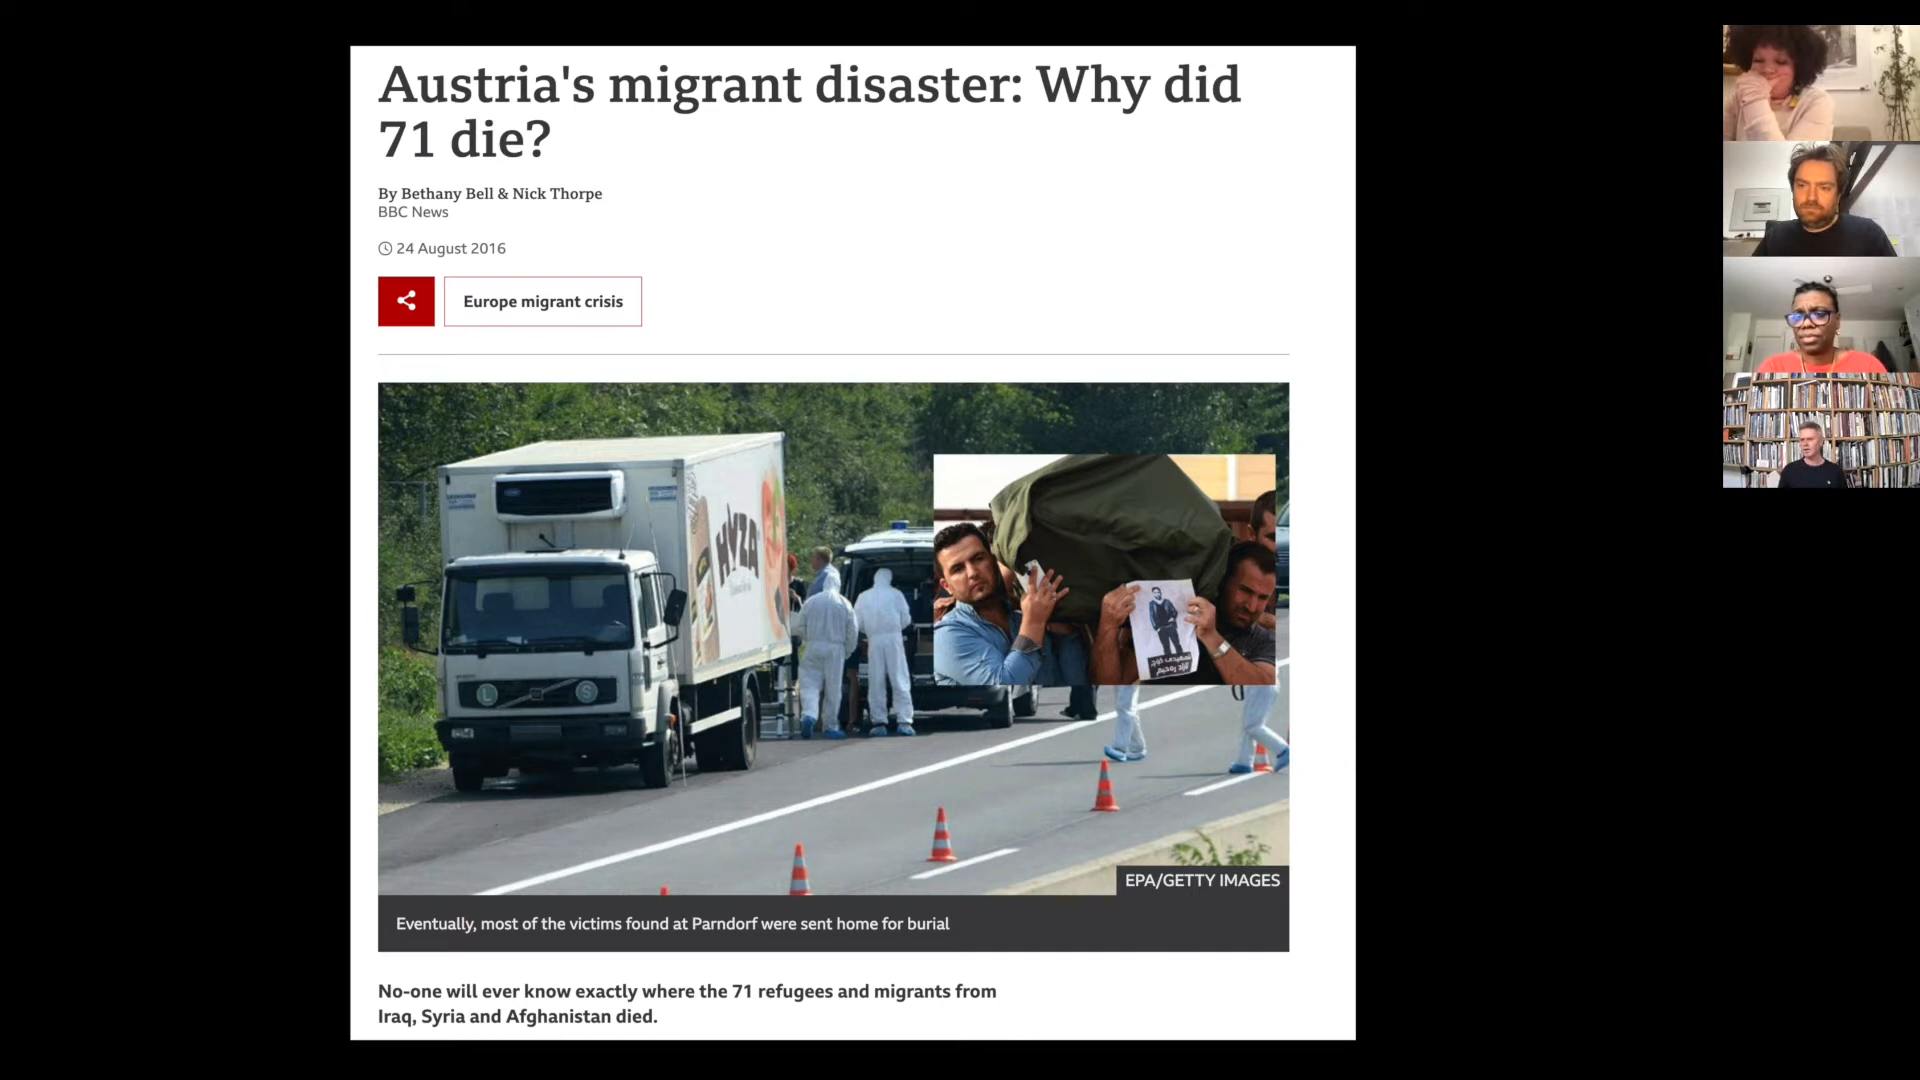 Austria's migrant disaster: Why did
71 die?
By Bethany Bell & Nick Thorpe
BBC News
24 August 2016
Europe migrant crisis
HYZA
L
S
EPA/GETTY IMAGES
Eventually, most of the victims found at Parndorf were sent home for burial
No-one will ever know exactly where the 71 refugees and migrants from
Iraq, Syria and Afghanistan died.